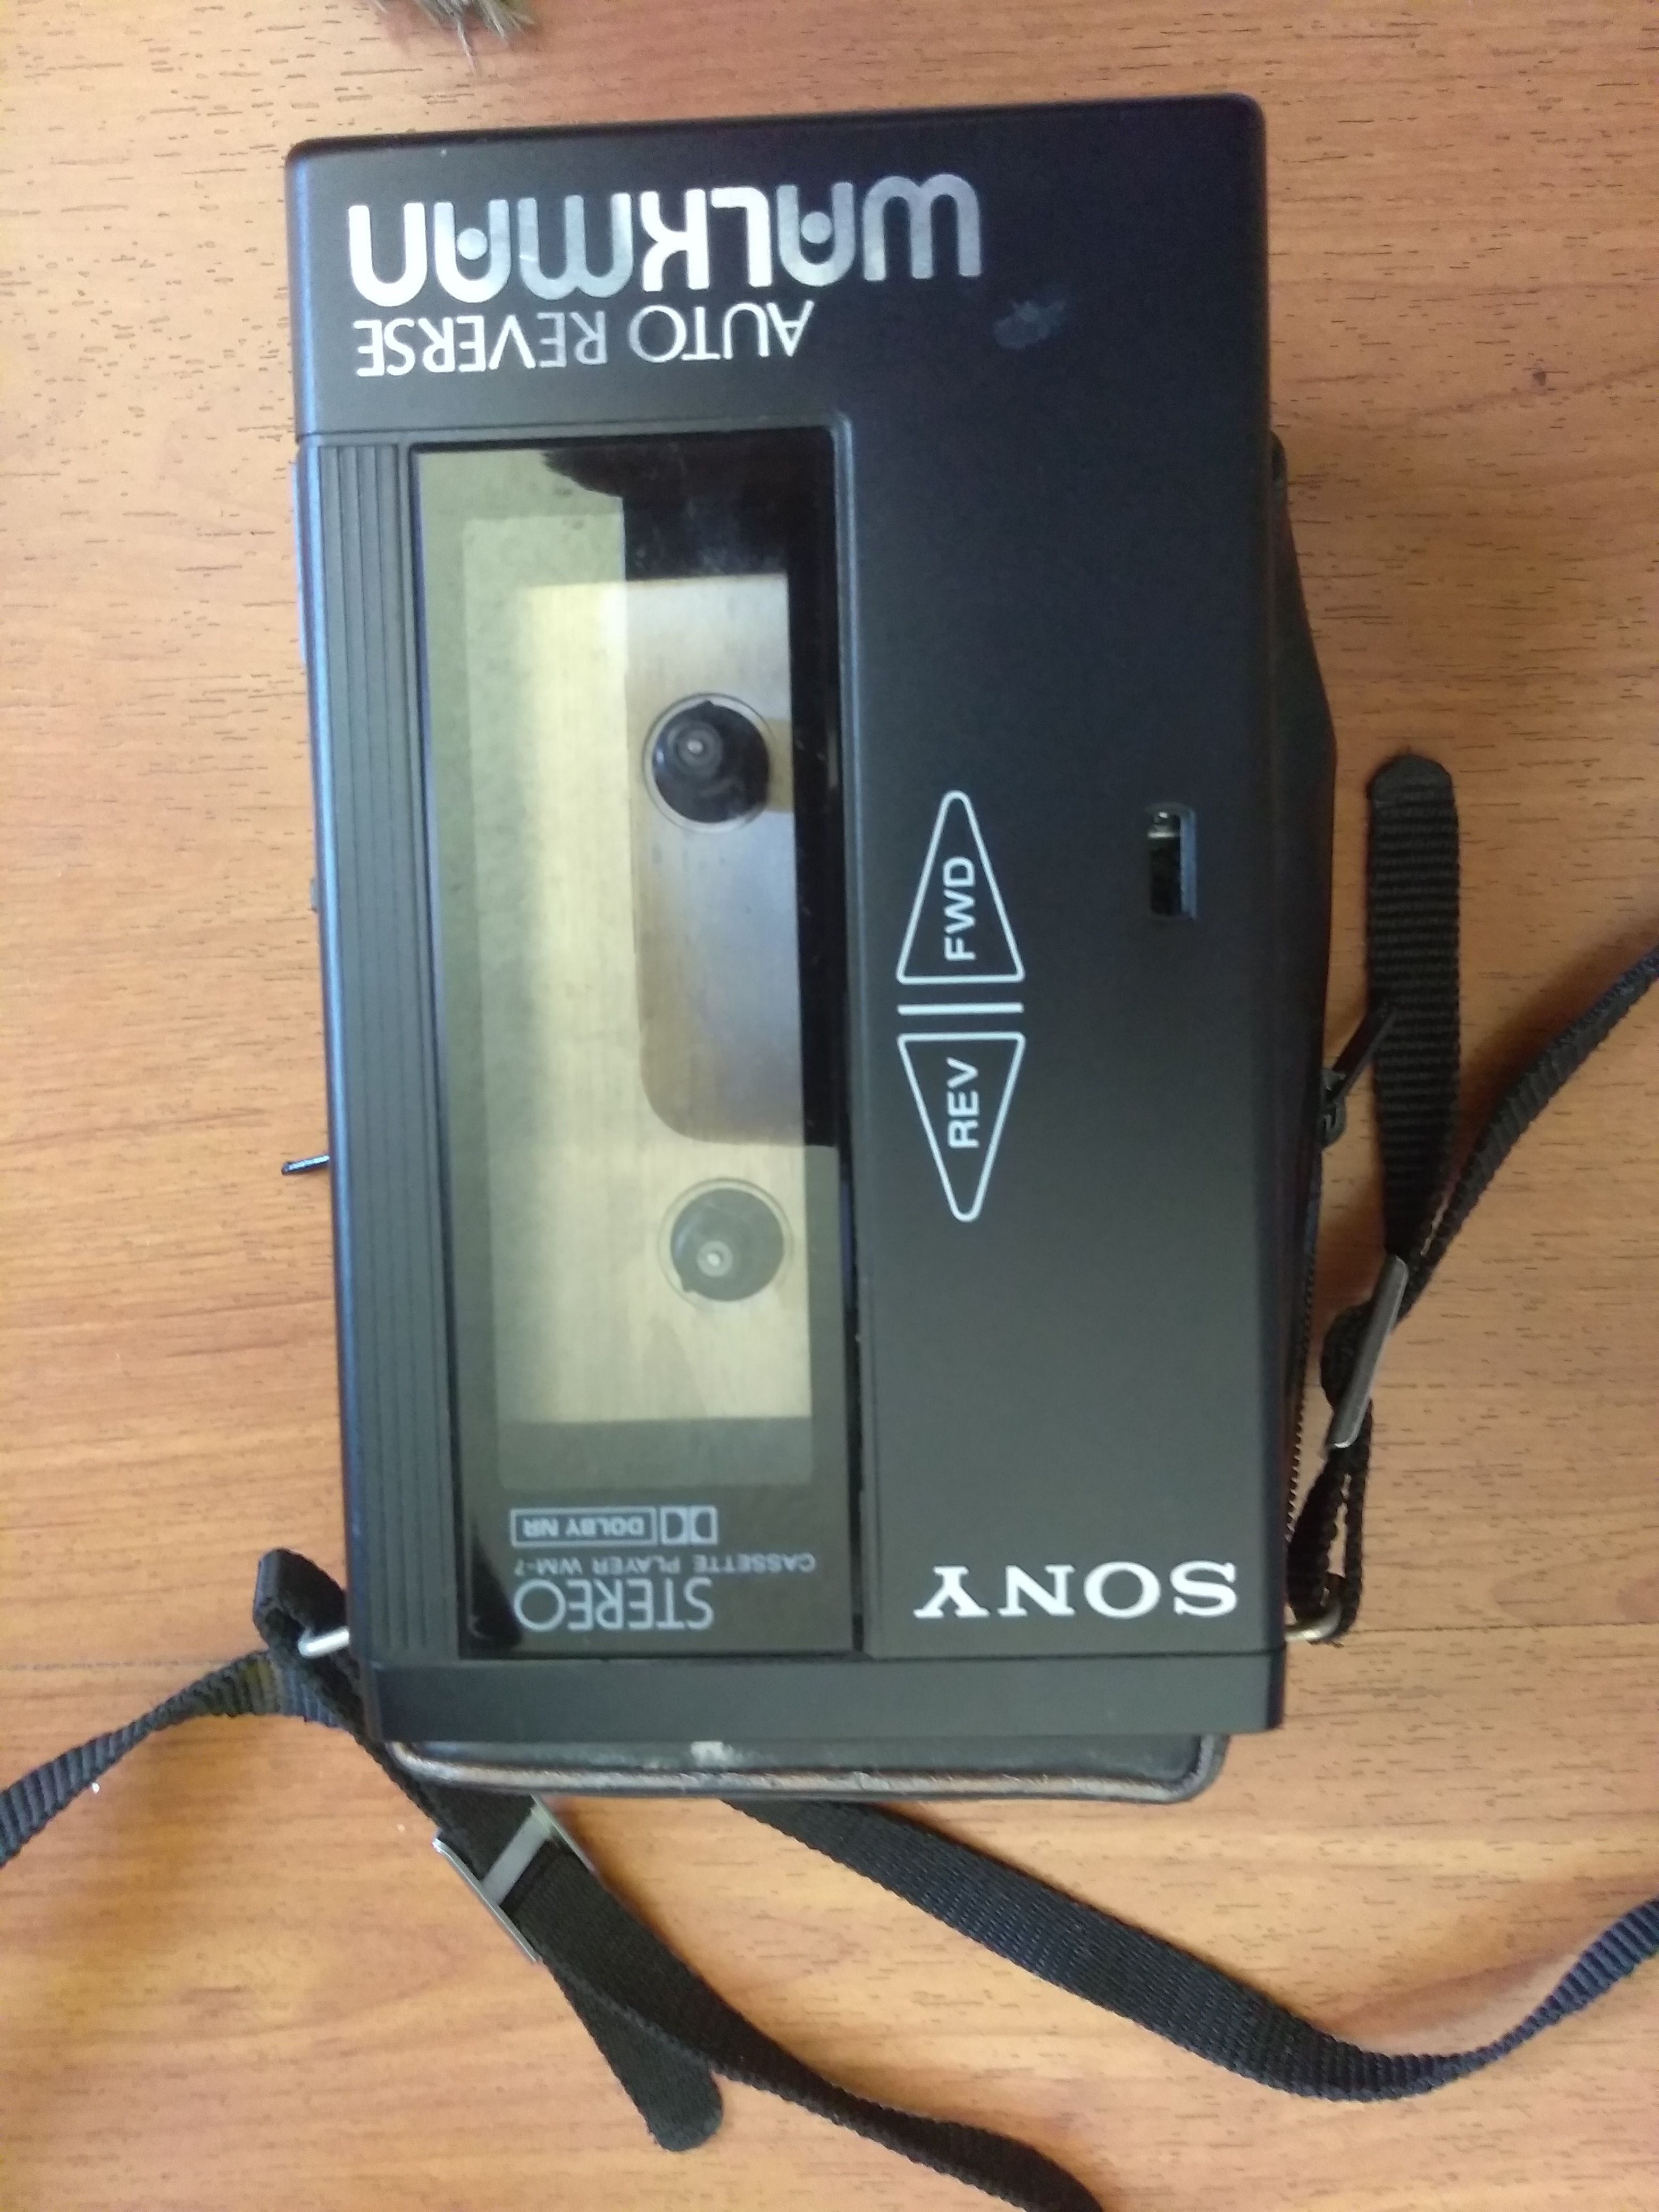 SONY
STEREO
CASSETTE PLAYER WM-7
DOLBY NR
REV
FWD
AUTO REVERSE
WALKMAN